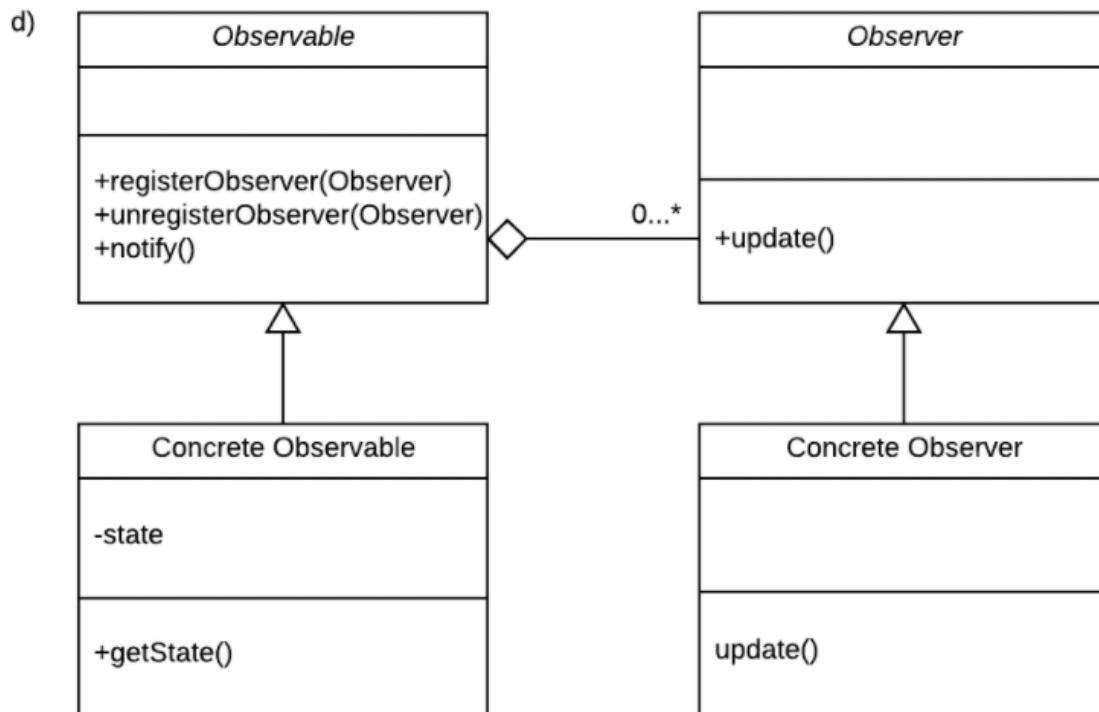 d)
Observable
+registerObserver(Observer)
+unregisterObserver(Observer)
+notify()
0...*
Observer
+update()
Concrete Observable
-state
+getState()
Concrete Observer
update()